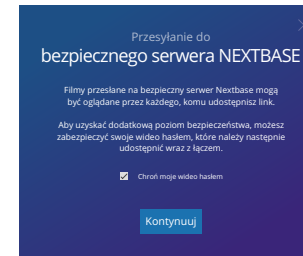 Przesyłanie do
bezpiecznego serwera NEXTBASE
Filmy przesłane na bezpieczny serwer Nextbase mogą
być oglądane przez każdego, komu udostępnisz link.
Aby uzyskać dodatkową poziom bezpieczeństwa, możesz
zabezpieczyć swoje wideo hasłem, które należy następnie
udostępnić wraz z łączem.
Chroń moje wideo hasłem
Kontynuuj